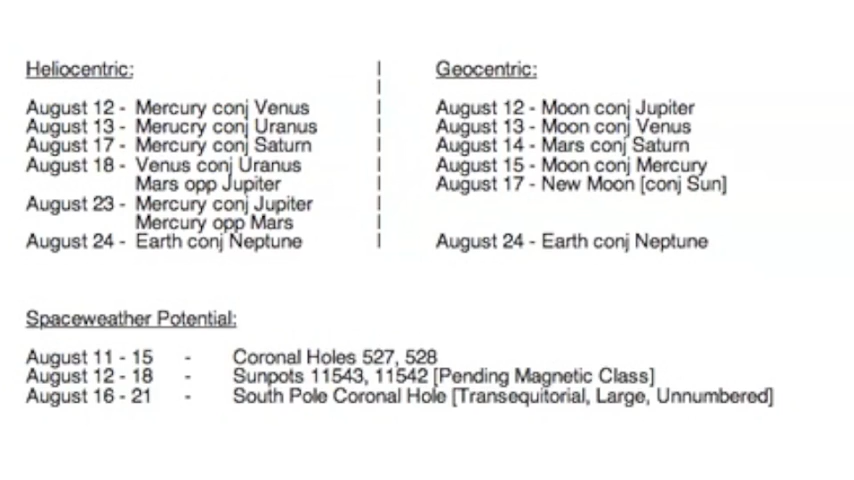 Heliocentric:
August 12 - Mercury conj Venus
August 13 - Merucry conj Uranus
August 17 - Mercury conj Saturn
August 18 - Venus conj Uranus
Mars opp Jupiter
August 23 - Mercury conj Jupiter
Mercury opp Mars
August 24 - Earth conj Neptune
Geocentric:
August 12 - Moon conj Jupiter
August 13 - Moon conj Venus
August 14 - Mars conj Saturn
August 15 - Moon conj Mercury
August 17 - New Moon [conj Sun]
August 24 - Earth conj Neptune
Spaceweather Potential:
August 11 - 15 - Coronal Holes 527, 528
August 12 - 18 - Sunpots 11543, 11542 [Pending Magnetic Class]
August 16 - 21 - South Pole Coronal Hole [Transequitorial, Large, Unnumbered]